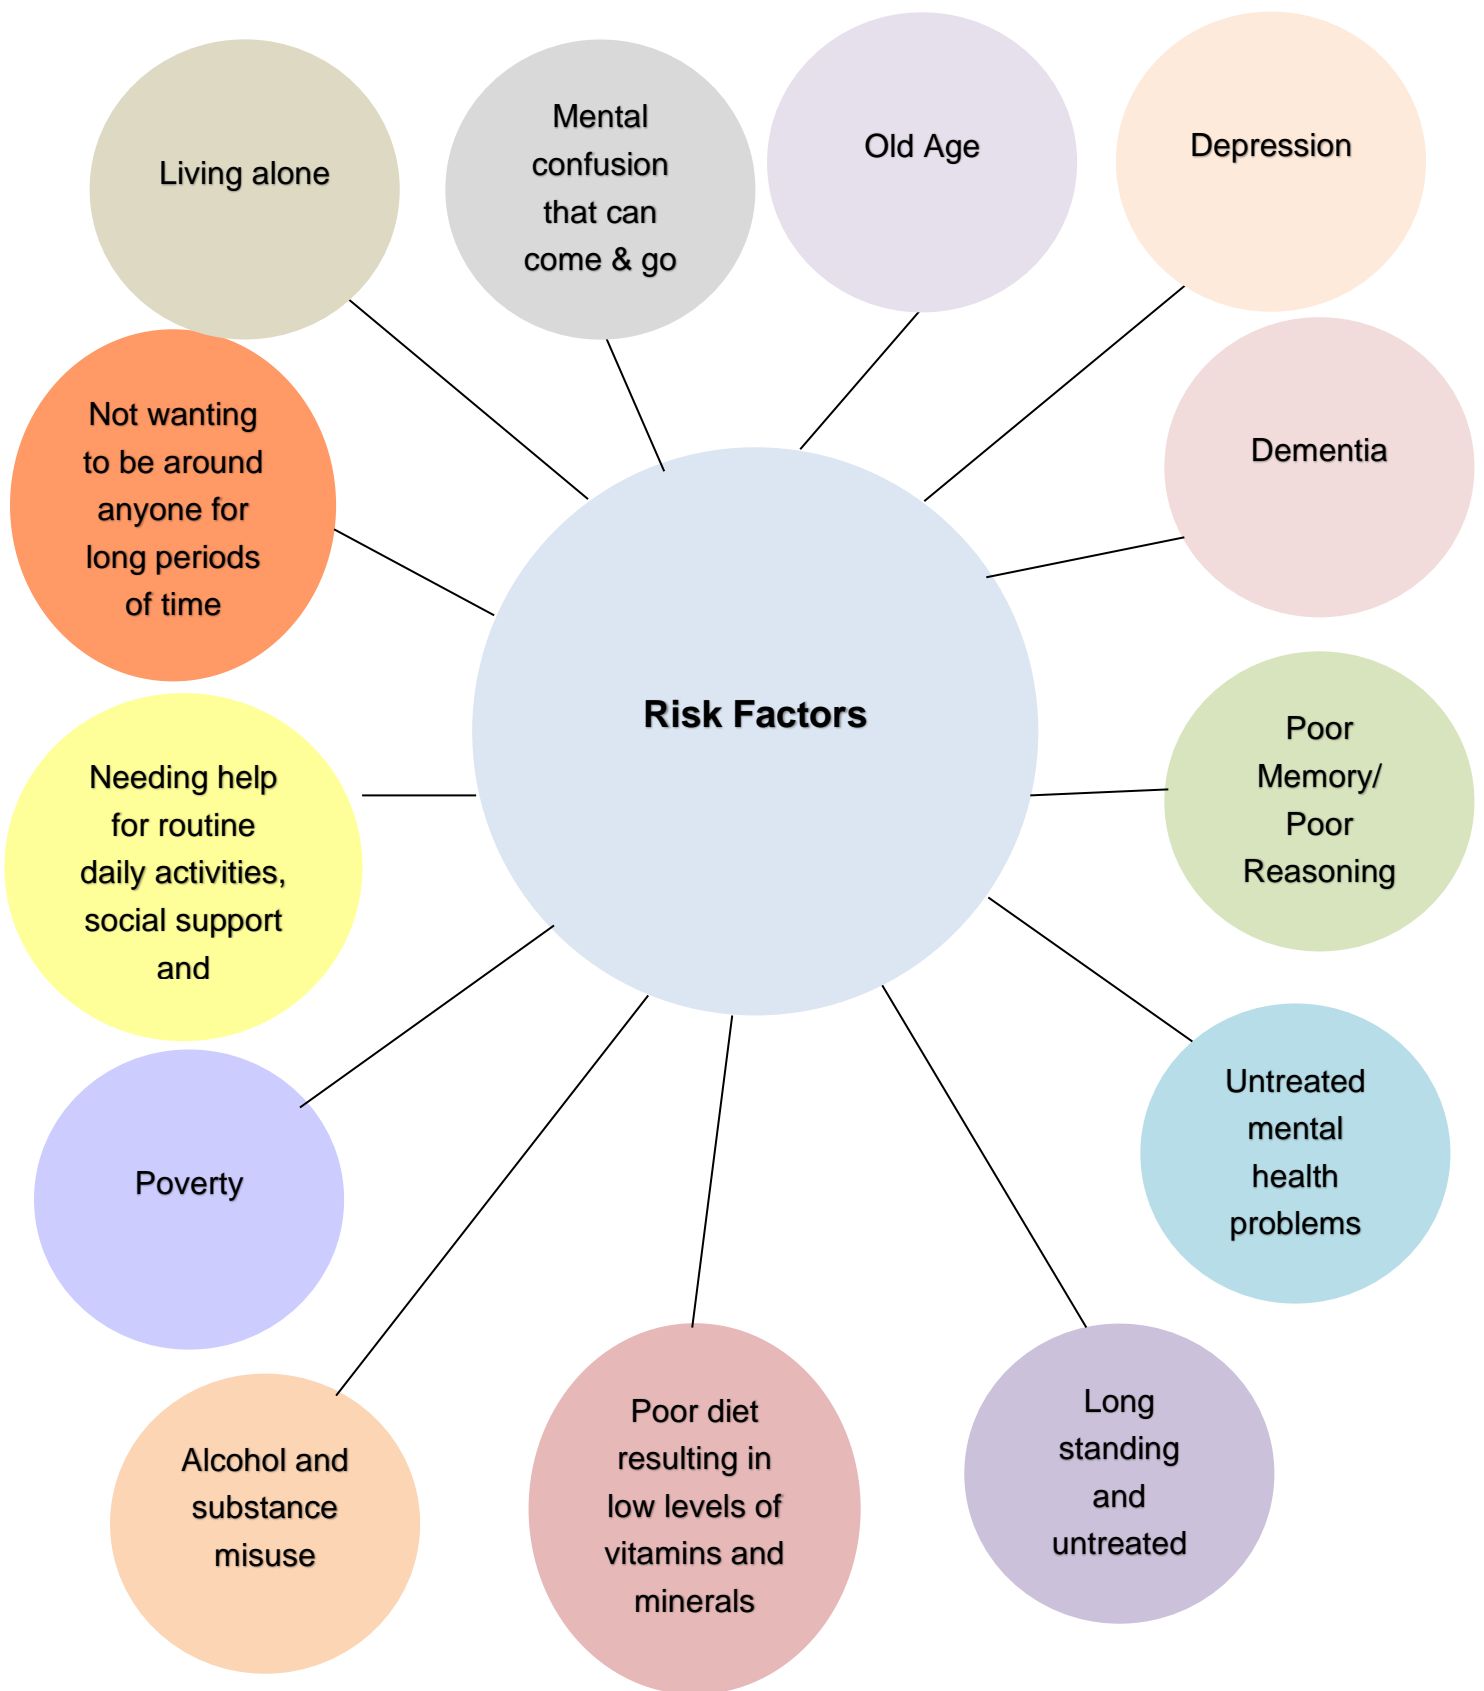 Living alone
Mental
confusion
that can
come & go
Old Age
Depression
Not wanting
to be around
anyone for
long periods
of time
Dementia
Risk Factors
Needing help
for routine
daily activities,
social support
and
Poor
Memory/
Poor
Reasoning
Poverty
Untreated
mental
health
problems
Alcohol and
substance
misuse
Poor diet
resulting in
low levels of
vitamins and
minerals
Long
standing
and
untreated